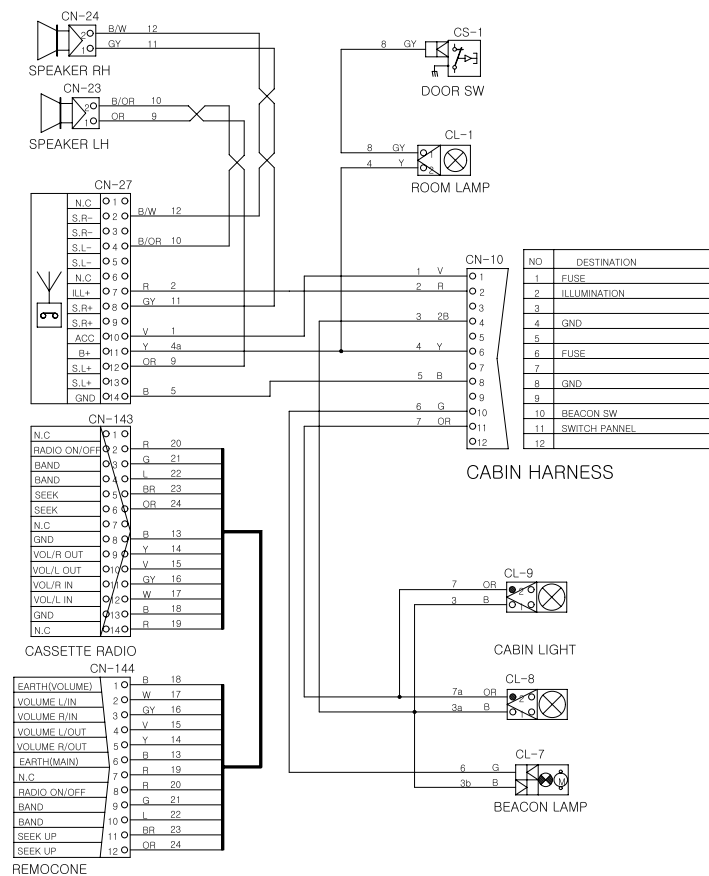 CN-24
2 B/W 12
1 GY 11
SPEAKER RH
CN-23
2 B/OR 10
1 OR 9
SPEAKER LH
CS-1
8 GY
DOOR SW
CL-1
8 GY 1
4 Y 2
ROOM LAMP
CN-27
N.C 1
S.R- 2 B/W 12
S.R- 3
S.L- 4 B/OR 10
S.L- 5
N.C 6
ILL+ 7 R 2
S.R+ 8 GY 11
S.R+ 9
ACC 10 V 1
B+ 11 Y 4a
S.L+ 12 OR 9
S.L+ 13
GND 14 B 5
CN-10
1 V 1
2 R 2
3
3 2B 4
5
4 Y 6
7
5 B 8
9
6 G 10
7 OR 11
12
CABIN HARNESS
NO DESTINATION
1 FUSE
2 ILLUMINATION
3
4 GND
5
6 FUSE
7
8 GND
9
10 BEACON SW
11 SWITCH PANNEL
12
CN-143
N.C 1
RADIO ON/OFF 2 R 20
BAND 3 G 21
BAND 4 L 22
SEEK 5 BR 23
SEEK 6 OR 24
N.C 7
GND 8 B 13
VOL/R OUT 9 Y 14
VOL/L OUT 10 V 15
VOL/R IN 11 GY 16
VOL/L IN 12 W 17
GND 13 B 18
N.C 14 R 19
CASSETTE RADIO
CN-144
EARTH(VOLUME) 1 B 18
VOLUME L/IN 2 W 17
VOLUME R/IN 3 GY 16
VOLUME L/OUT 4 V 15
VOLUME R/OUT 5 Y 14
EARTH(MAIN) 6 B 13
N.C 7 R 19
RADIO ON/OFF 8 R 20
BAND 9 G 21
BAND 10 L 22
SEEK UP 11 BR 23
SEEK UP 12 OR 24
REMOCONE
CL-9
7 OR 2
3 B 1
CABIN LIGHT
CL-8
7a OR 2
3a B 1
CL-7
6 G
3b B
M
BEACON LAMP